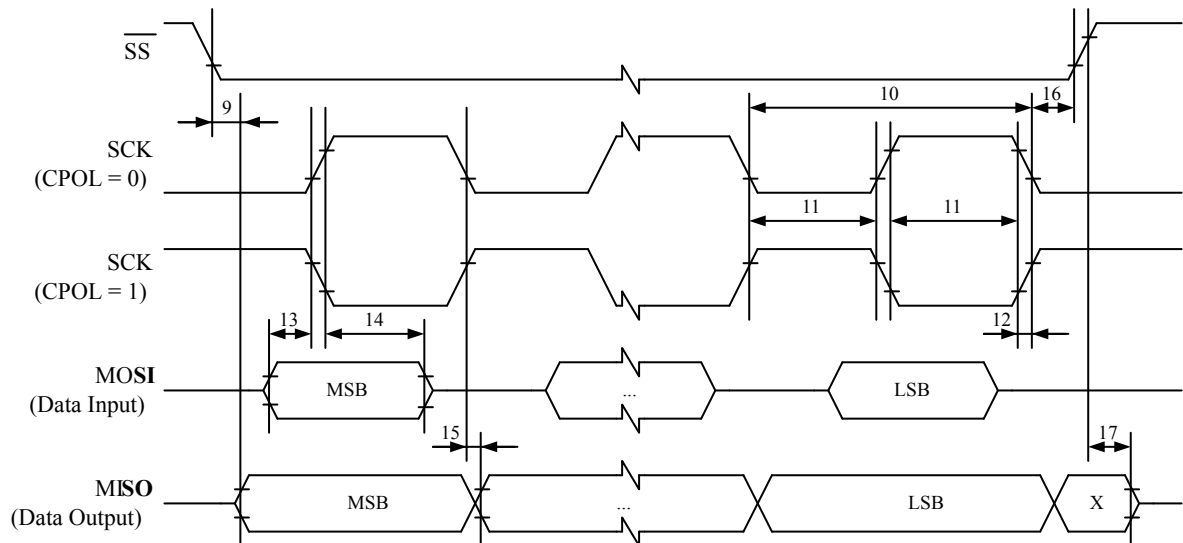 SS
9
10
16
SCK
(CPOL = 0)
11
11
SCK
(CPOL = 1)
13
14
12
MOSI
(Data Input)
MSB
...
LSB
15
17
MISO
(Data Output)
MSB
...
LSB
X